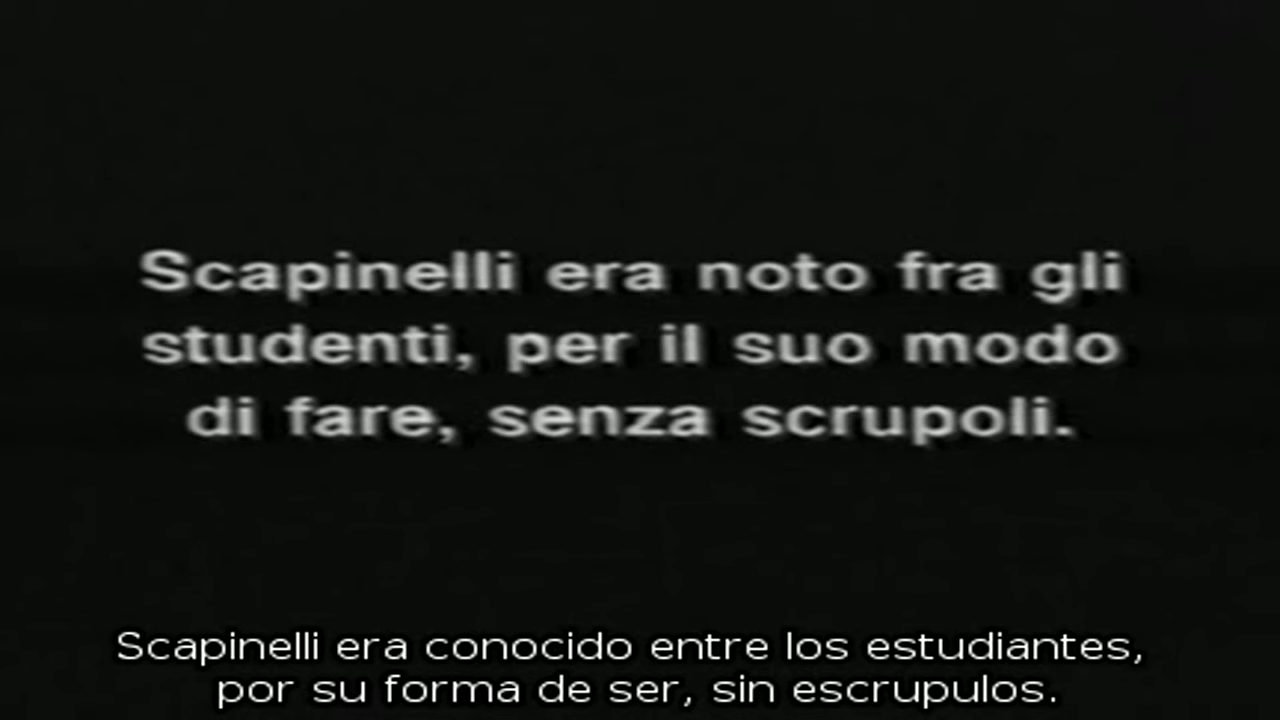 Scapinelli era noto fra gli
studenti, per il suo modo
di fare, senza scrupoli.
Scapinelli era conocido entre los estudiantes,
por su forma de ser, sin escrupulos.